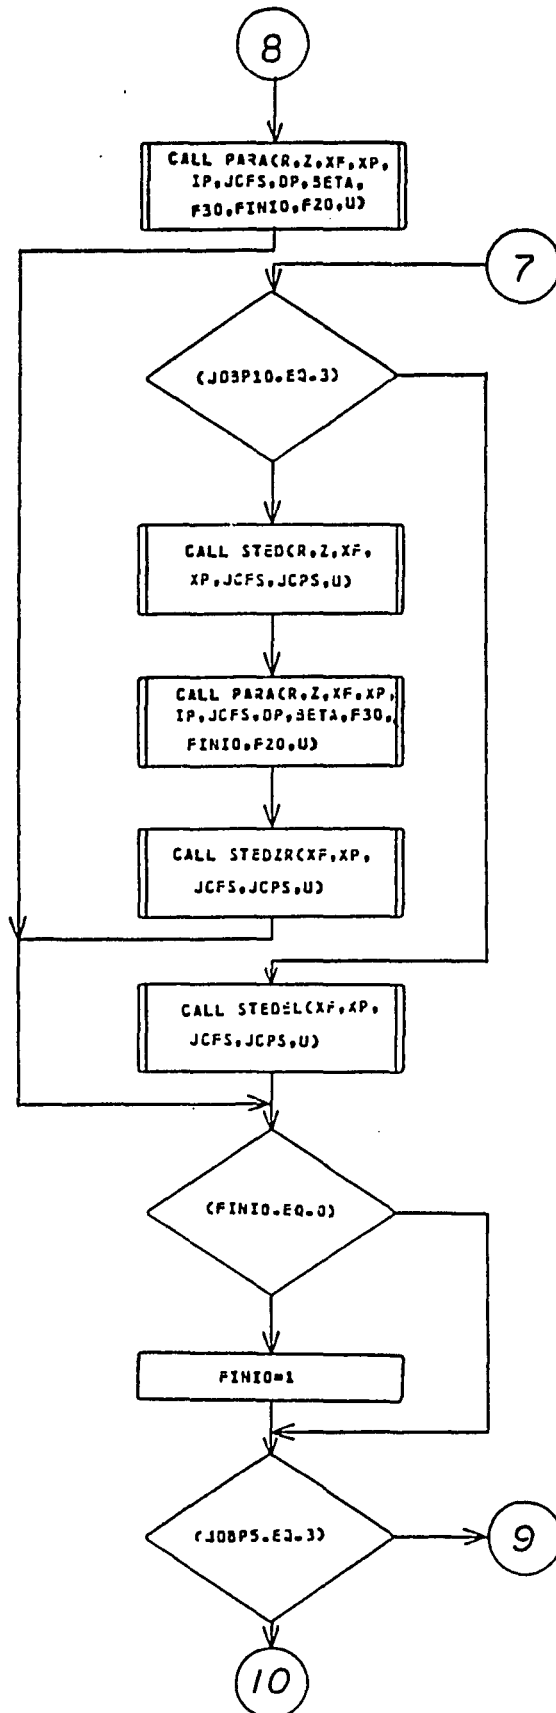 8
CALL PARA(R,Z,XF,XP,
IP,JCFS,DP,BETA,
F30,FINIO,F20,U)
7
(JOBP10.EQ.3)
CALL STED(R,Z,XF,
XP,JCFS,JCPS,U)
CALL PARA(R,Z,XF,XP,
IP,JCFS,DP,BETA,F30,
FINIO,F20,U)
CALL STEDZR(XF,XP,
JCFS,JCPS,U)
CALL STEDEL(XF,XP,
JCFS,JCPS,U)
(FINIO.EQ.0)
FINIO=1
(JOBP5.EQ.3)
9
10